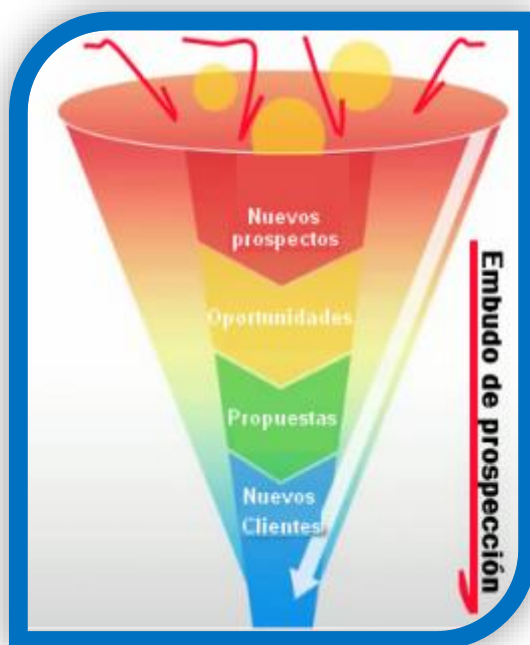 Nuevos
prospectos
Oportunidades
Propuestas
Nuevos
Clientes
Embudo de prospección